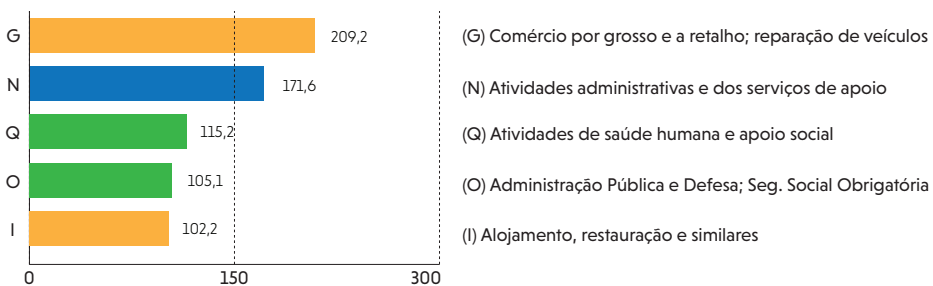 G 209,2 (G) Comércio por grosso e a retalho; reparação de veículos
N 171,6 (N) Atividades administrativas e dos serviços de apoio
Q 115,2 (Q) Atividades de saúde humana e apoio social
O 105,1 (O) Administração Pública e Defesa; Seg. Social Obrigatória
I 102,2 (I) Alojamento, restauração e similares
0 150 300